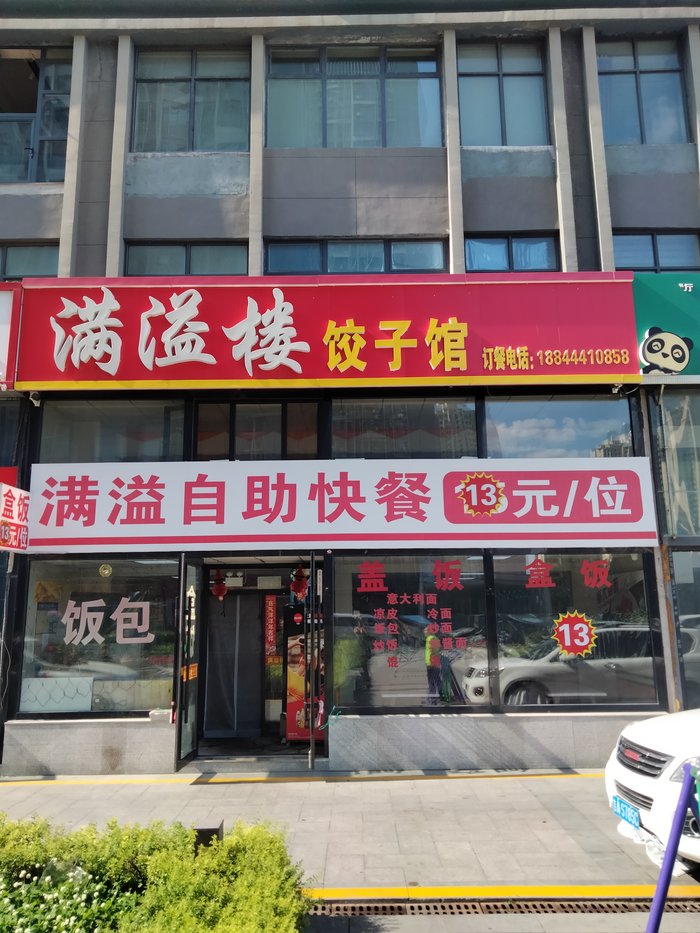 满溢楼 饺子馆 订餐电话:18844410858
满溢自助快餐 13元/位
盒饭
13元/位
饭包
盖饭 盒饭
意大利面
凉皮 冷面
13